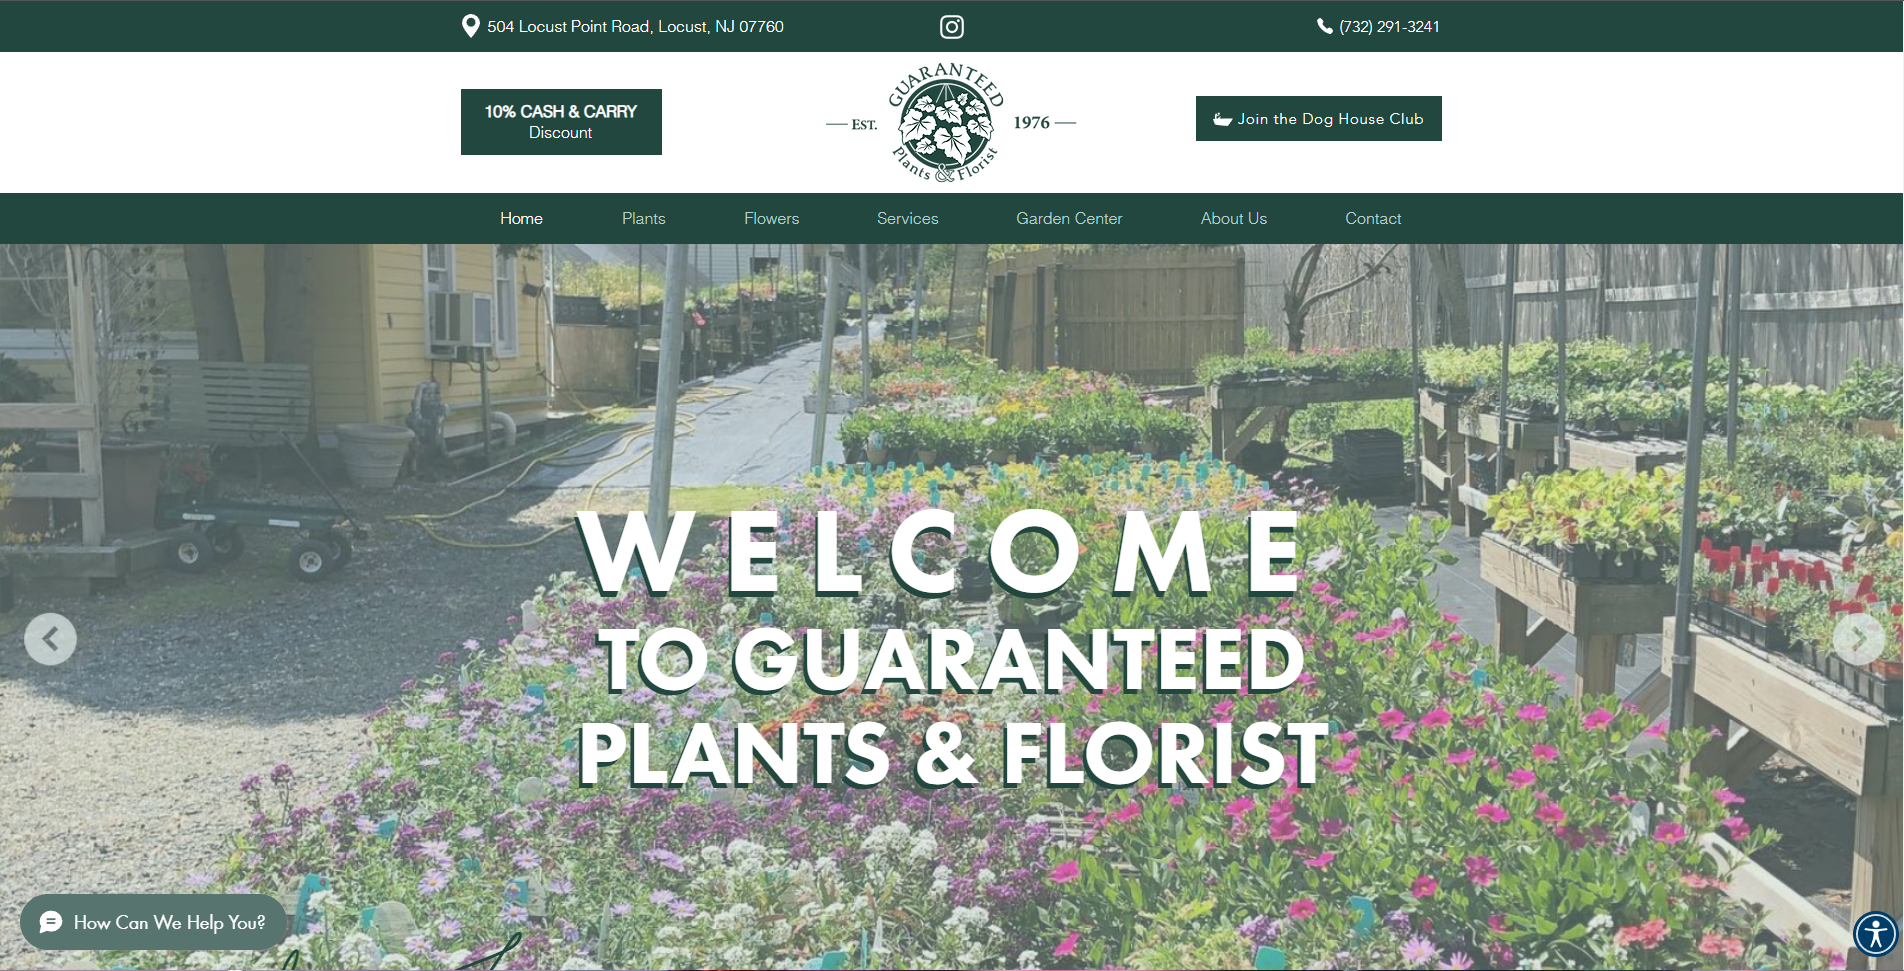 504 Locust Point Road, Locust, NJ 07760
(732) 291-3241
10% CASH & CARRY
Discount
EST.
GUARANTEED
Plants & Florist
1976
Join the Dog House Club
Home
Plants
Flowers
Services
Garden Center
About Us
Contact
WELCOME
TO GUARANTEED
PLANTS & FLORIST
How Can We Help You?